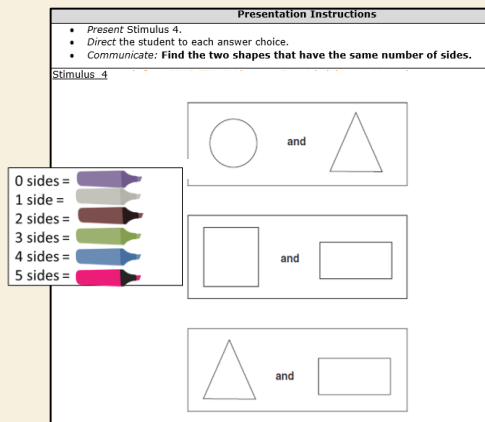 Presentation Instructions
• Present Stimulus 4.
• Direct the student to each answer choice.
• Communicate: Find the two shapes that have the same number of sides.
Stimulus 4
and
0 sides =
1 side =
2 sides =
3 sides =
4 sides =
5 sides =
and
and